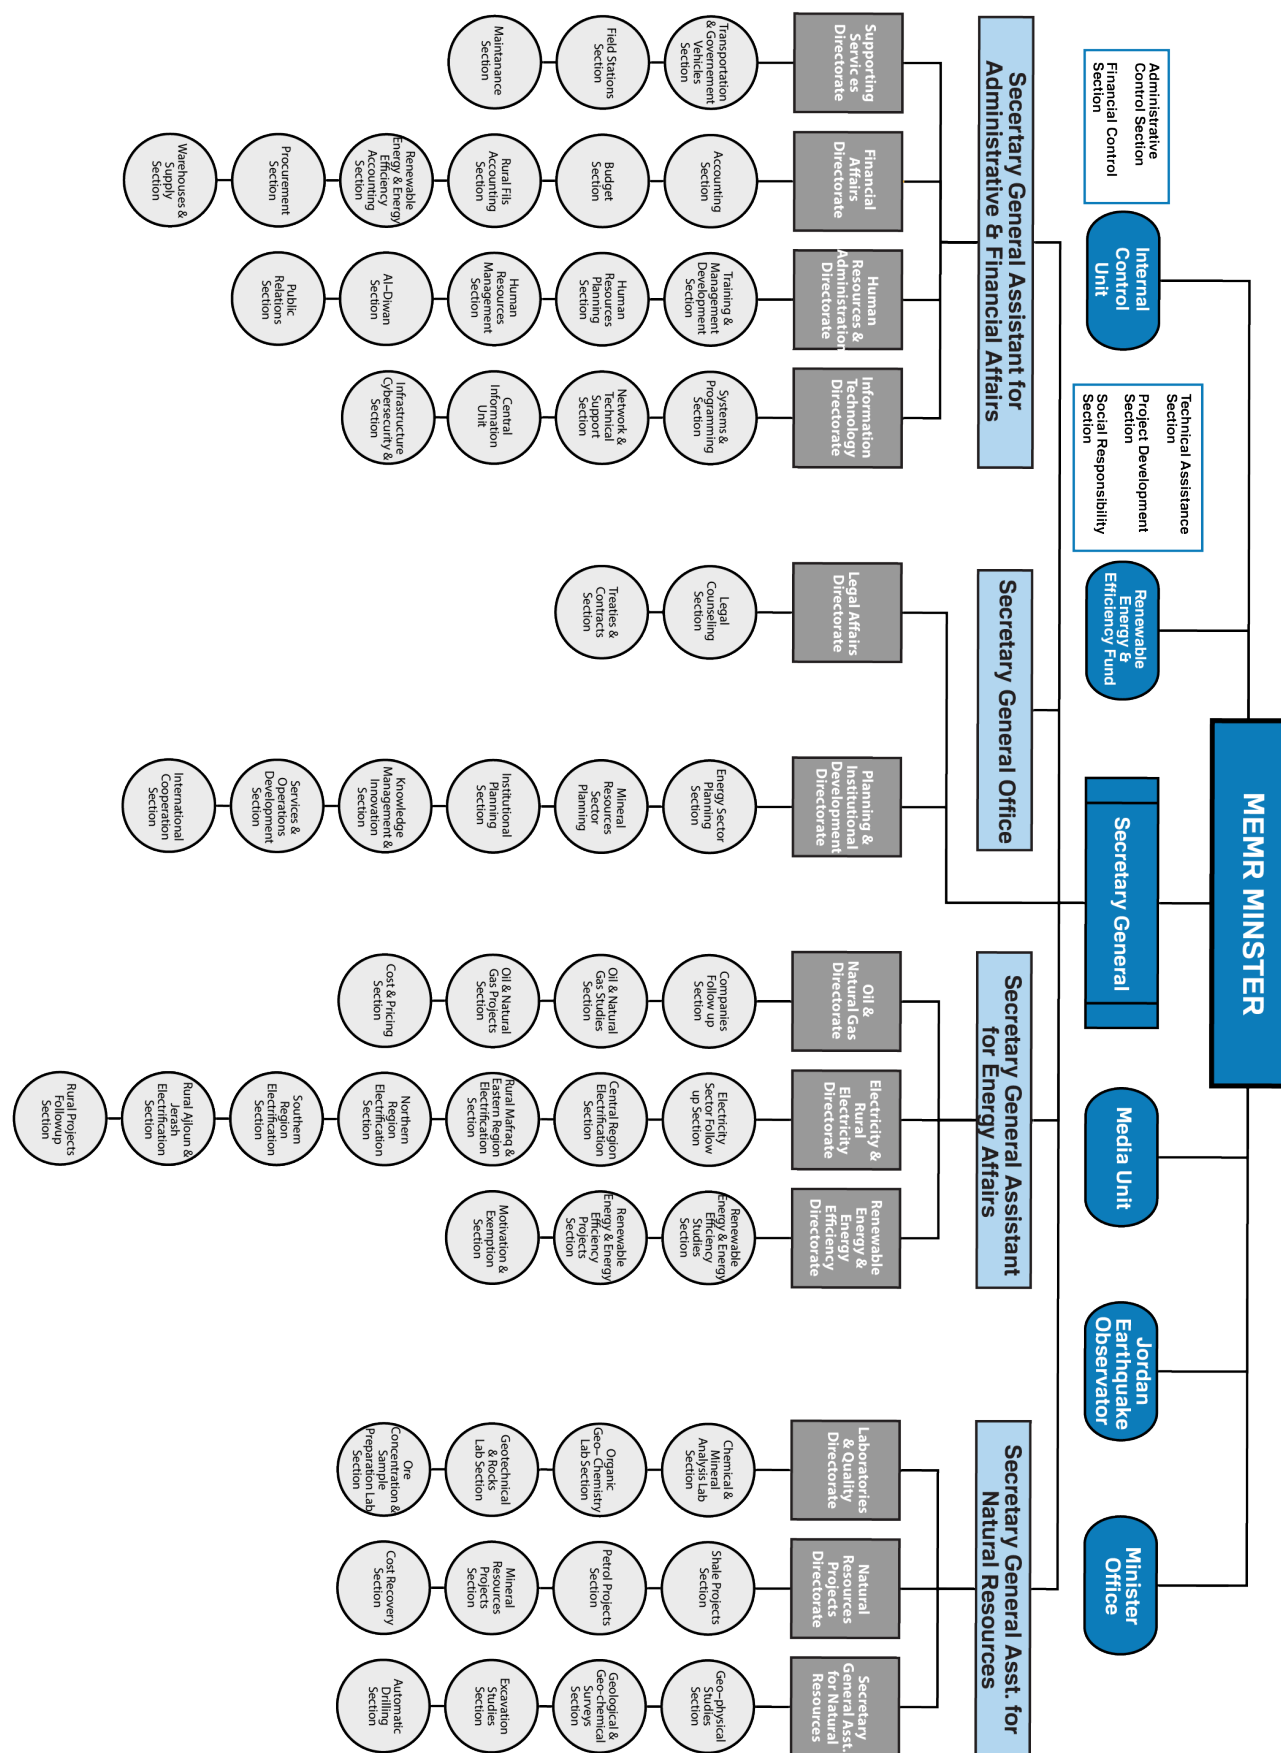 MEMR MINSTER
Internal
Control
Unit
Administrative
Control Section
Financial Control
Section
Renewable
Energy &
Efficiency Fund
Technical Assistance
Section
Project Development
Section
Social Responsibility
Section
Secretary General
Media Unit
Jordan
Earthquake
Observator
Minister
Office
Secertary General Assistant for
Administrative & Financial Affairs
Secretary General Office
Secretary General Assistant
for Energy Affairs
Secretary General Asst. for
Natural Resources
Supporting
Services
Directorate
Transportation
& Governement
Vehicles
Section
Field Stations
Section
Maintanance
Section
Financial
Affairs
Directorate
Accounting
Section
Budget
Section
Rural Fils
Accounting
Section
Renewable
Energy & Energy
Efficiency
Accounting
Section
Procurement
Section
Warehouses &
Supply
Section
Human
Resources &
Administration
Directorate
Training &
Management
Development
Section
Human
Resources
Planning
Section
Human
Resources
Management
Section
Al-Diwan
Section
Public
Relations
Section
Information
Technology
Directorate
Systems &
Programming
Section
Network &
Technical
Support
Section
Central
Information
Unit
Infrastructure
Cybersecurity &
Section
Legal Affairs
Directorate
Legal
Counseling
Section
Treaties &
Contracts
Section
Planning &
Institutional
Development
Directorate
Energy Sector
Planning
Section
Mineral
Resources
Sector
Planning
Institutional
Planning
Section
Knowledge
Management &
Innovation
Section
Services &
Operations
Development
Section
International
Cooperation
Section
Oil &
Natural Gas
Directorate
Companies
Follow up
Section
Oil & Natural
Gas Studies
Section
Oil & Natural
Gas Projects
Section
Cost & Pricing
Section
Electricity &
Rural
Electricity
Directorate
Electricity
Sector Follow
up Section
Central Region
Electrification
Section
Rural Mafraq &
Eastern Region
Electrification
Section
Northern
Region
Electrification
Section
Southern
Region
Electrification
Section
Rural Ajloun &
Jerash
Electrification
Section
Rural Projects
Followup
Section
Renewable
Energy &
Energy
Efficiency
Directorate
Renewable
Energy & Energy
Efficiency
Studies
Section
Renewable
Energy & Energy
Efficiency
Projects
Section
Motivation &
Exemption
Section
Laboratories
& Quality
Directorate
Chemical &
Mineral
Analysis Lab
Section
Organic
Geo- Chemistry
Lab Section
Geotechnical
& Rocks
Lab Section
Ore
Concentration &
Sample
Preparation Lab
Section
Natural
Resources
Projects
Directorate
Shale Projects
Section
Petrol Projects
Section
Mineral
Resources
Projects
Section
Cost Recovery
Section
Secretary
General Asst.
for Natural
Resources
Geo-physical
Studies
Section
Geological &
Geo-chemical
Surveys
Section
Excavation
Studies
Section
Automatic
Drilling
Section